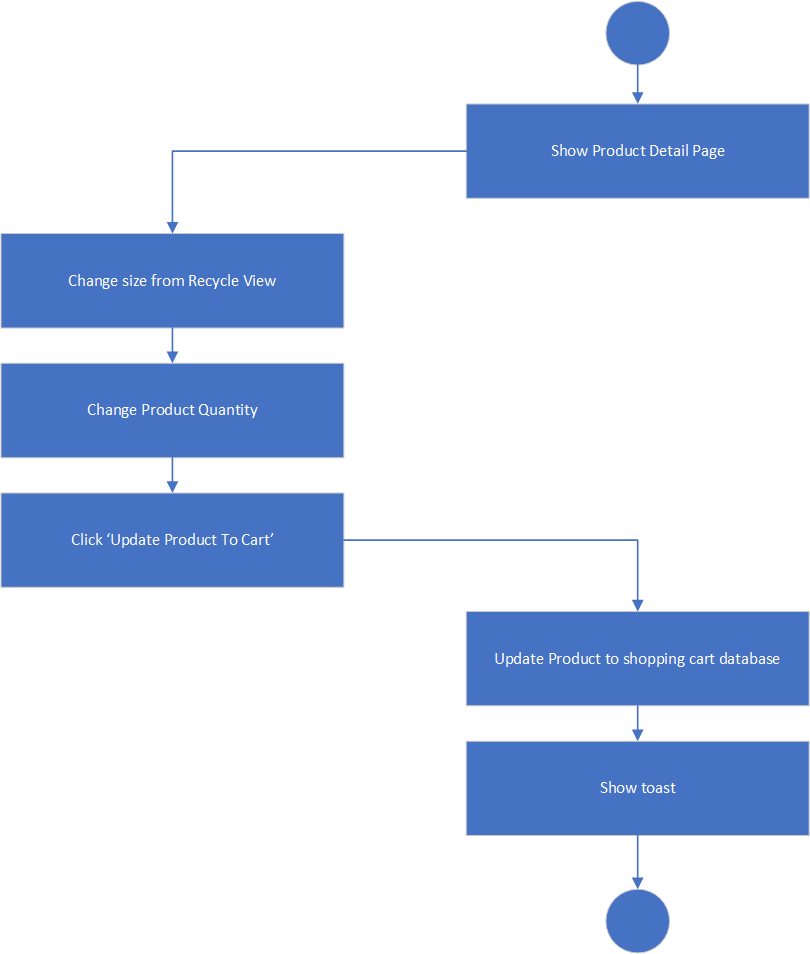 Show Product Detail Page
Change size from Recycle View
Change Product Quantity
Click ‘Update Product To Cart’
Update Product to shopping cart database
Show toast